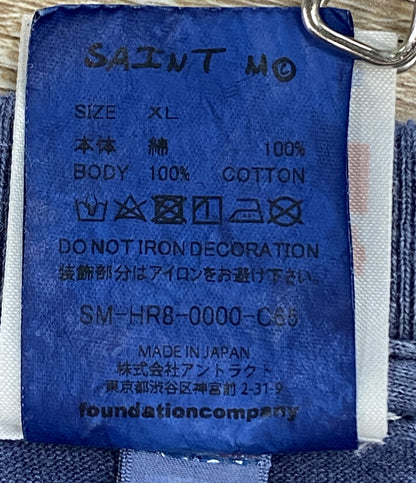 SAINT M©
SIZE XL
本体 綿 100%
BODY 100% COTTON
DO NOT IRON DECORATION
装飾部分はアイロンをお避け下さい。
SM-HR8-0000-C65
MADE IN JAPAN
株式会社アントラクト
東京都渋谷区神宮前2-31-9
foundationcompany